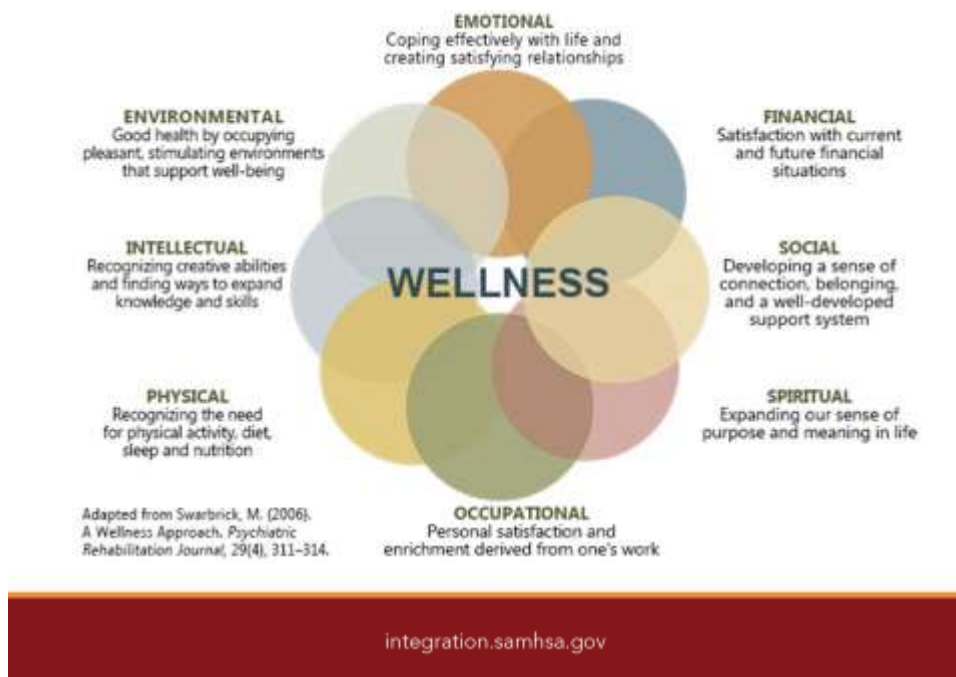 EMOTIONAL
Coping effectively with life and
creating satisfying relationships
ENVIRONMENTAL
Good health by occupying
pleasant, stimulating environments
that support well-being
FINANCIAL
Satisfaction with current
and future financial
situations
INTELLECTUAL
Recognizing creative abilities
and finding ways to expand
knowledge and skills
WELLNESS
SOCIAL
Developing a sense of
connection, belonging,
and a well-developed
support system
PHYSICAL
Recognizing the need
for physical activity, diet,
sleep and nutrition
SPIRITUAL
Expanding our sense of
purpose and meaning in life
Adapted from Swarbrick, M. (2006).
A Wellness Approach. Psychiatric
Rehabilitation Journal, 29(4), 311–314.
OCCUPATIONAL
Personal satisfaction and
enrichment derived from one's work
integration.samhsa.gov